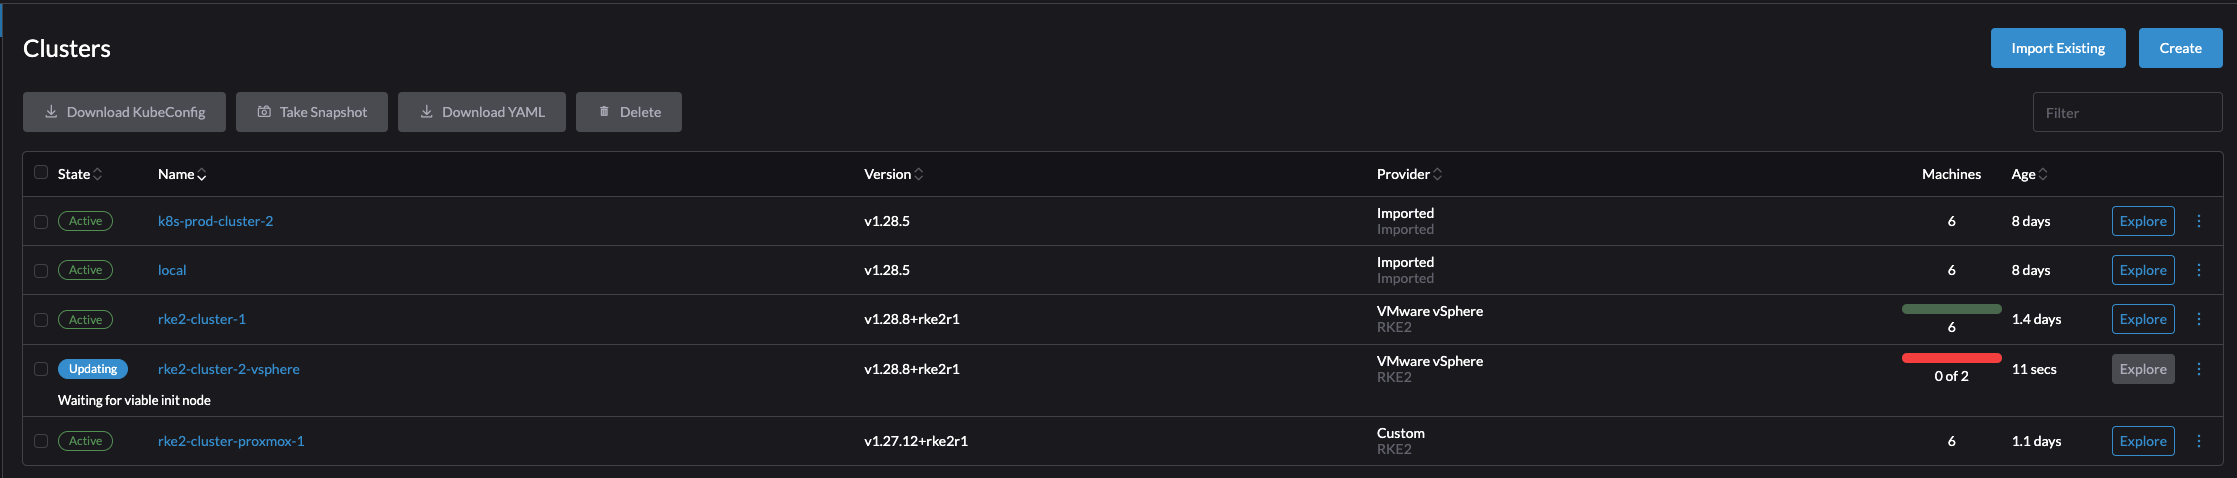 Clusters
Import Existing
Create
Download KubeConfig
Take Snapshot
Download YAML
Delete
Filter
State Name Version Provider Machines Age
Active k8s-prod-cluster-2 v1.28.5 Imported 6 8 days Explore
Imported
Active local v1.28.5 Imported 6 8 days Explore
Imported
Active rke2-cluster-1 v1.28.8+rke2r1 VMware vSphere 6 1.4 days Explore
RKE2
Updating rke2-cluster-2-vsphere v1.28.8+rke2r1 VMware vSphere 0 of 2 11 secs Explore
RKE2
Waiting for viable init node
Active rke2-cluster-proxmox-1 v1.27.12+rke2r1 Custom 6 1.1 days Explore
RKE2